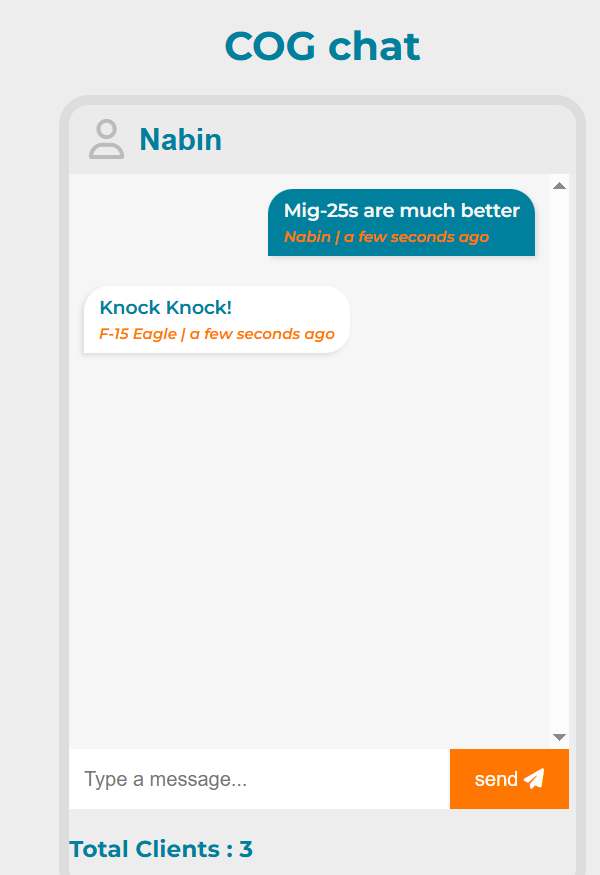 COG chat
Nabin
Mig-25s are much better
Nabin | a few seconds ago
Knock Knock!
F-15 Eagle | a few seconds ago
Type a message...
send
Total Clients : 3